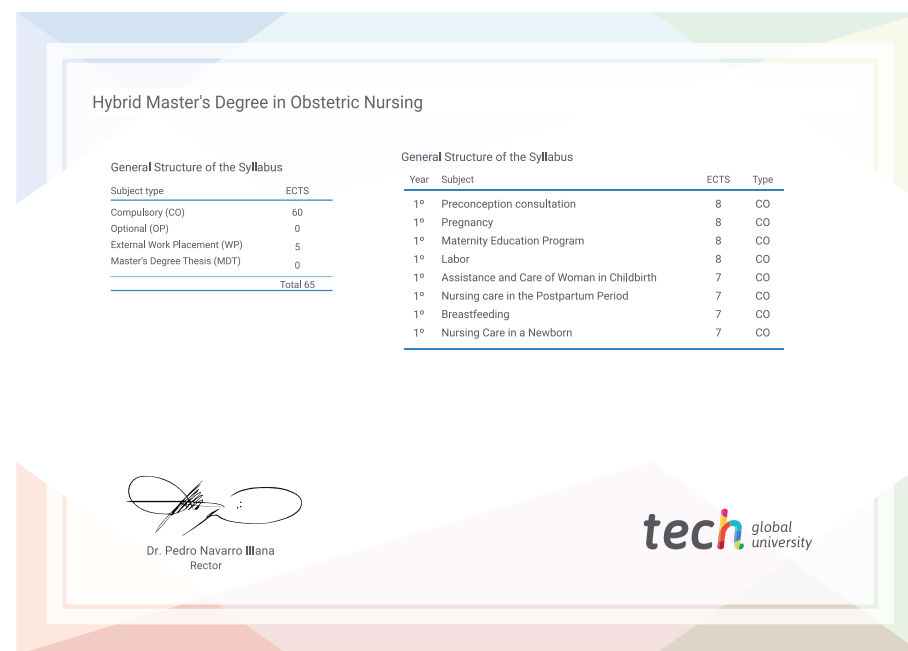 Hybrid Master's Degree in Obstetric Nursing
General Structure of the Syllabus
Subject type ECTS
Compulsory (CO) 60
Optional (OP) 0
External Work Placement (WP) 5
Master's Degree Thesis (MDT) 0
Total 65
General Structure of the Syllabus
Year Subject ECTS Type
1º Preconception consultation 8 CO
1º Pregnancy 8 CO
1º Maternity Education Program 8 CO
1º Labor 8 CO
1º Assistance and Care of Woman in Childbirth 7 CO
1º Nursing care in the Postpartum Period 7 CO
1º Breastfeeding 7 CO
1º Nursing Care in a Newborn 7 CO
Dr. Pedro Navarro Illana
Rector
tech global
university